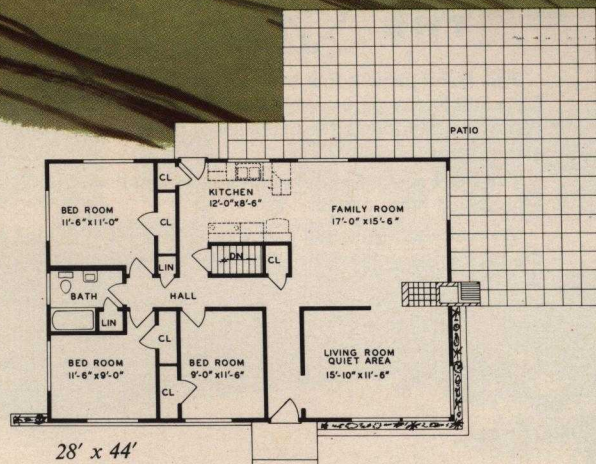 PATIO
CL
KITCHEN
12'-0"x8'-6"
BED ROOM
11'-6"x11'-0"
CL
FAMILY ROOM
17'-0"x15'-6"
LIN
DN
CL
BATH
HALL
LIN
CL
BED ROOM
11'-6"x9'-0"
BED ROOM
9'-0"x11'-6"
LIVING ROOM
QUIET AREA
15'-10"x11'-6"
CL
28' x 44'